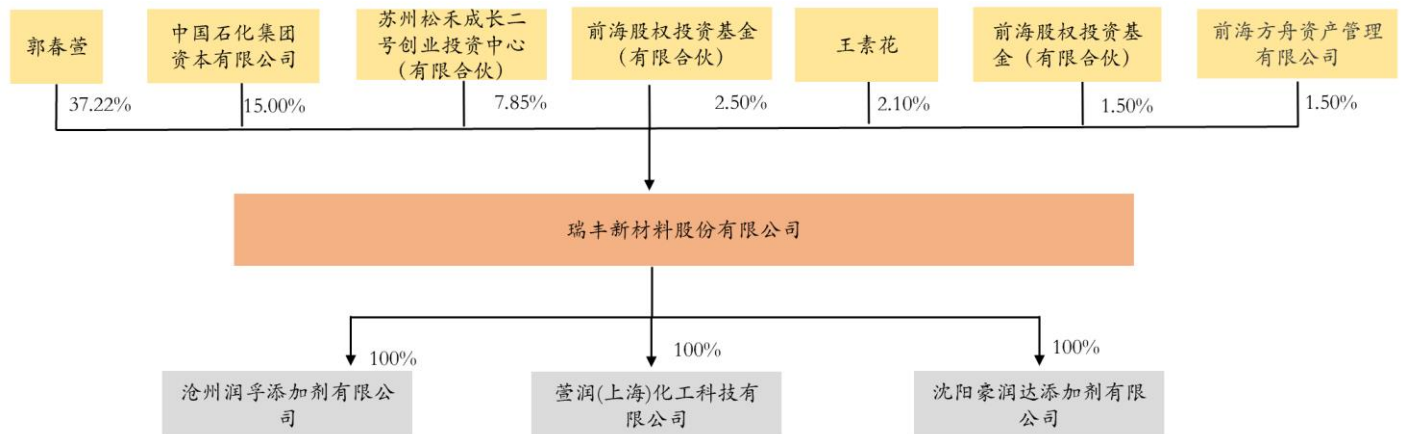 郭春萱
中国石化集团
资本有限公司
苏州松禾成长二
号创业投资中心
（有限合伙）
前海股权投资基金
（有限合伙）
王素花
前海股权投资基
金（有限合伙）
前海方舟资产管理
有限公司
37.22%
15.00%
7.85%
2.50%
2.10%
1.50%
1.50%
瑞丰新材料股份有限公司
100%
100%
100%
沧州润孚添加剂有限公
司
萱润(上海)化工科技有
限公司
沈阳豪润达添加剂有限
公司